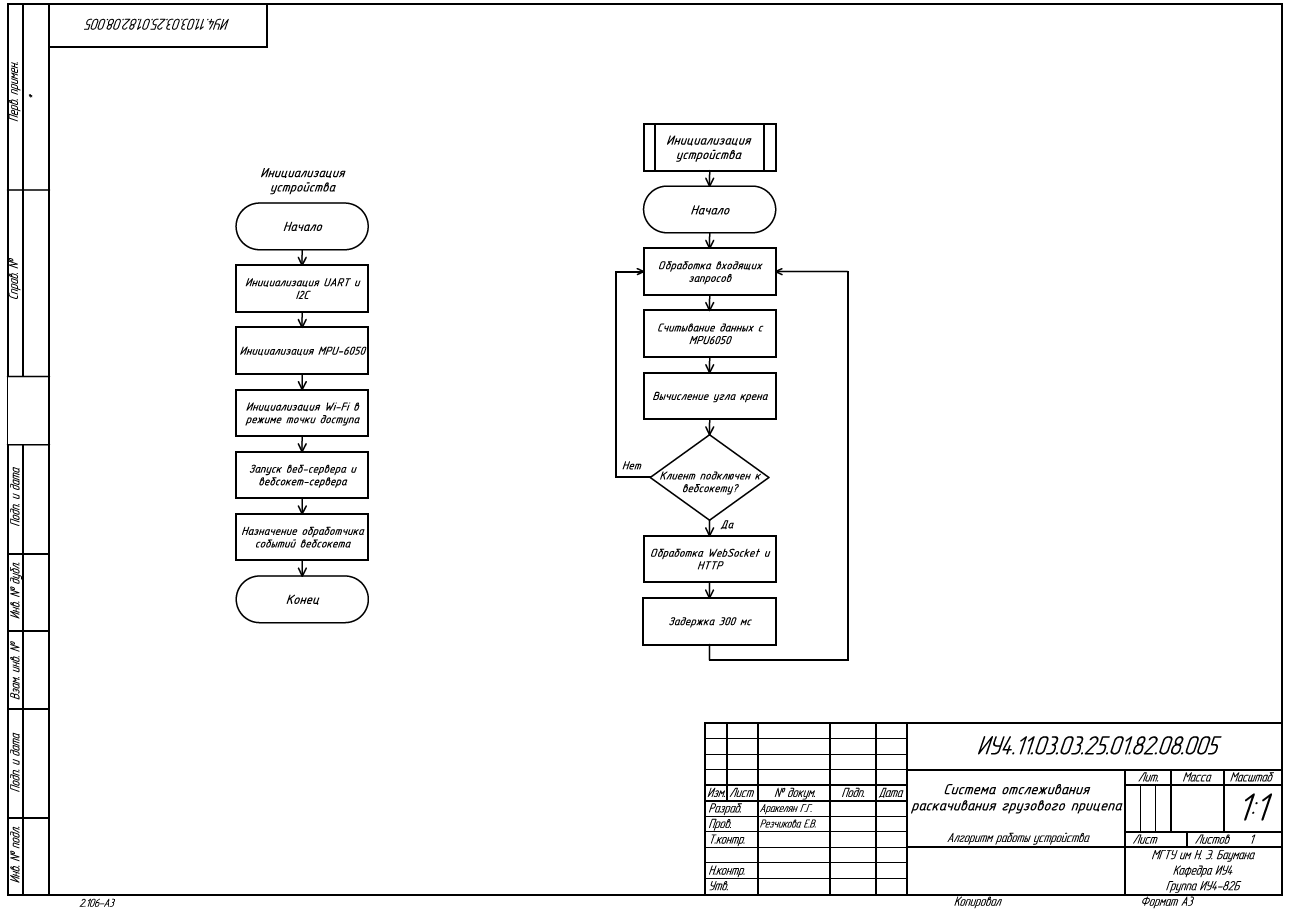 ИУ4.11.03.03.25.01.82.08.005
Перв. примен.
Справ. №
Подп. и дата
Инв. № дубл.
Взам. инв. №
Подп. и дата
Инв. № подл.
Инициализация
устройства
Начало
Инициализация UART и
I2C
Инициализация MPU-6050
Инициализация Wi-Fi в
режиме точки доступа
Запуск веб-сервера и
вебсокет-сервера
Назначение обработчика
событий вебсокета
Конец
Инициализация
устройства
Начало
Обработка входящих
запросов
Считывание данных с
MPU6050
Вычисление угла крена
Клиент подключен к
вебсокету?
Нет
Да
Обработка WebSocket и
HTTP
Задержка 300 мс
ИУ4.11.03.03.25.01.82.08.005
Изм. Лист № докум. Подп. Дата
Разраб. Аракелян Г.Г.
Пров. Резчикова Е.В.
Т.контр.
Н.контр.
Утв.
Система отслеживания
раскачивания грузового прицепа
Алгоритм работы устройства
Лит. Масса Масштаб
1:1
Лист Листов 1
МГТУ им Н. Э. Баумана
Кафедра ИУ4
Группа ИУ4-82Б
2.106-А3 Копировал Формат А3